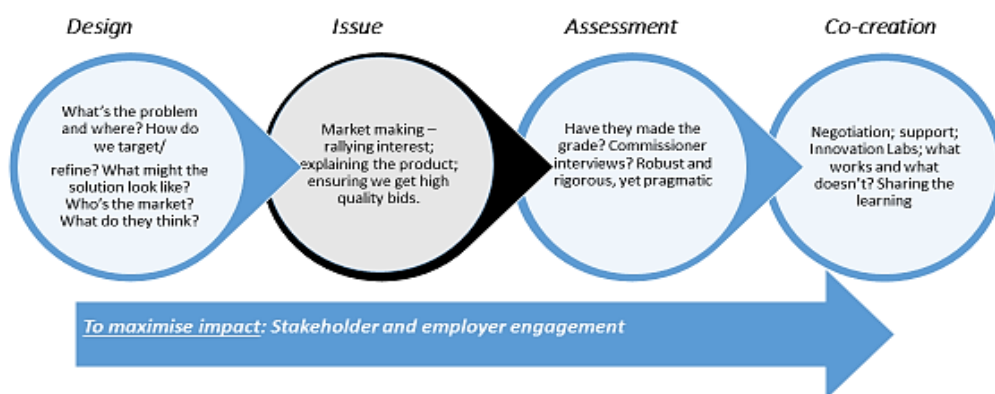 Design
Issue
Assessment
Co-creation
What's the problem
and where? How do
we target/
refine? What might the
solution look like?
Who's the market?
What do they think?
Market making –
rallying interest;
explaining the product;
ensuring we get high
quality bids.
Have they made the
grade? Commissioner
interviews? Robust and
rigorous, yet pragmatic
Negotiation; support;
Innovation Labs; what
works and what
doesn't? Sharing the
learning
To maximise impact: Stakeholder and employer engagement